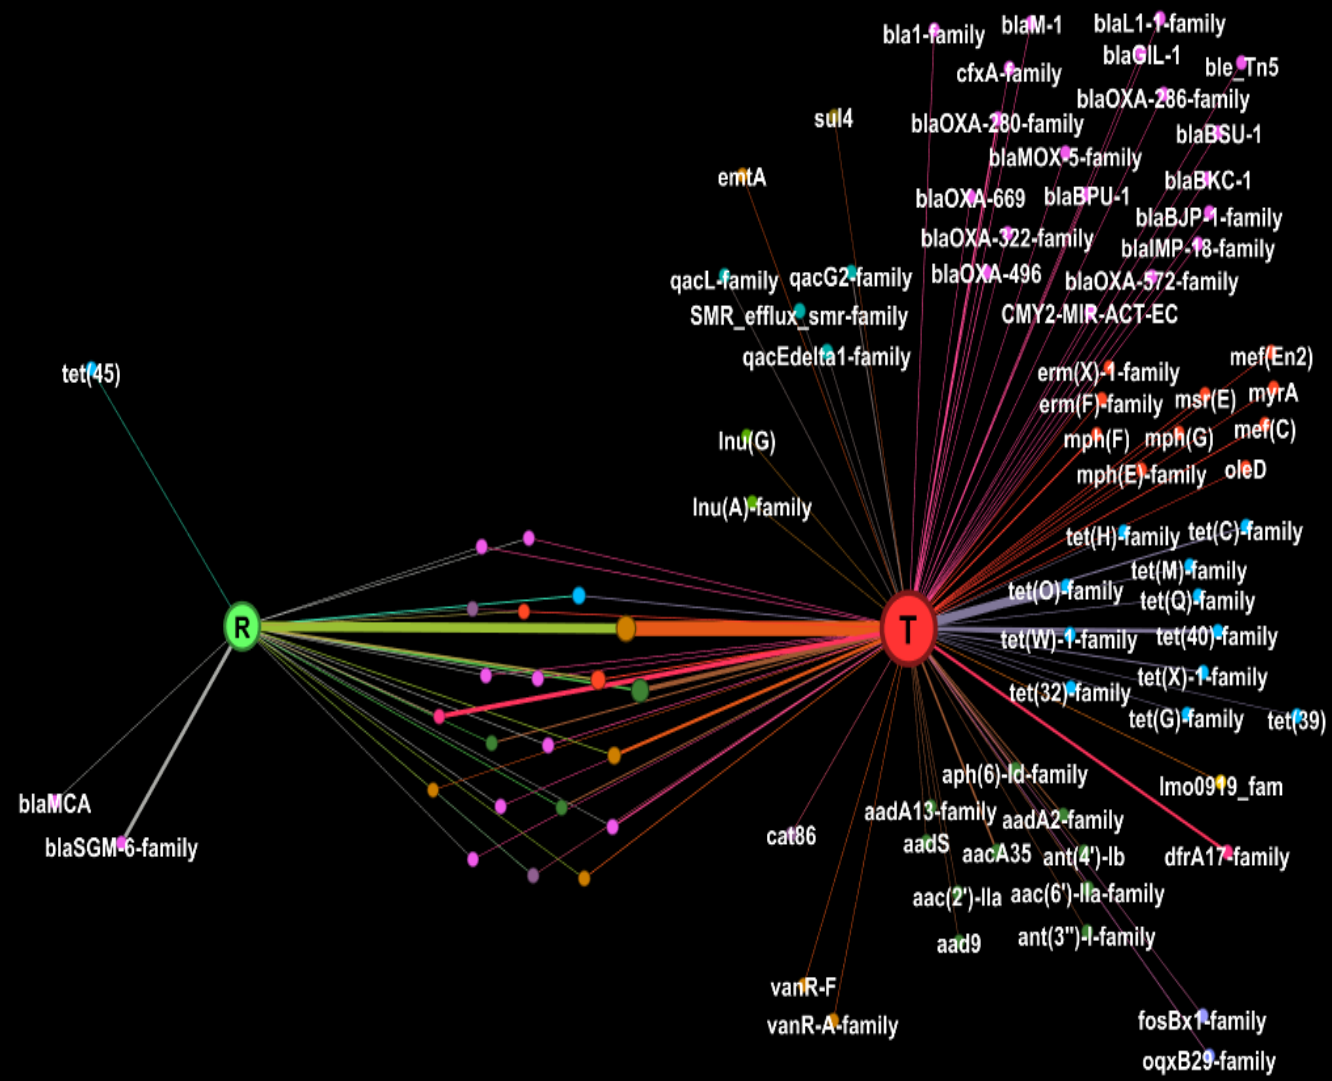 bla1-family
blaM-1
blaL1-1-family
blaGIL-1
cfxA-family
ble_Tn5
blaOXA-286-family
sul4
blaOXA-280-family
blaBSU-1
blaMOX-5-family
emtA
blaBKC-1
blaOXA-669
blaBPU-1
blaBJP-1-family
blaOXA-322-family
blaIMP-18-family
qacL-family
qacG2-family
blaOXA-496
blaOXA-572-family
SMR_efflux_smr-family
CMY2-MIR-ACT-EC
qacEdelta1-family
mef(En2)
tet(45)
erm(X)-1-family
myrA
erm(F)-family
msr(E)
lnu(G)
mph(F)
mph(G)
mef(C)
mph(E)-family
oleD
lnu(A)-family
tet(H)-family
tet(C)-family
tet(M)-family
tet(O)-family
tet(Q)-family
R
T
tet(W)-1-family
tet(40)-family
tet(X)-1-family
tet(32)-family
tet(G)-family
tet(39)
aph(6)-Id-family
lmo0919_fam
blaMCA
aadA13-family
aadA2-family
cat86
aadS
blaSGM-6-family
aacA35
ant(4')-Ib
dfrA17-family
aac(2')-IIa
aac(6')-IIa-family
aad9
ant(3")-I-family
vanR-F
vanR-A-family
fosBx1-family
oqxB29-family